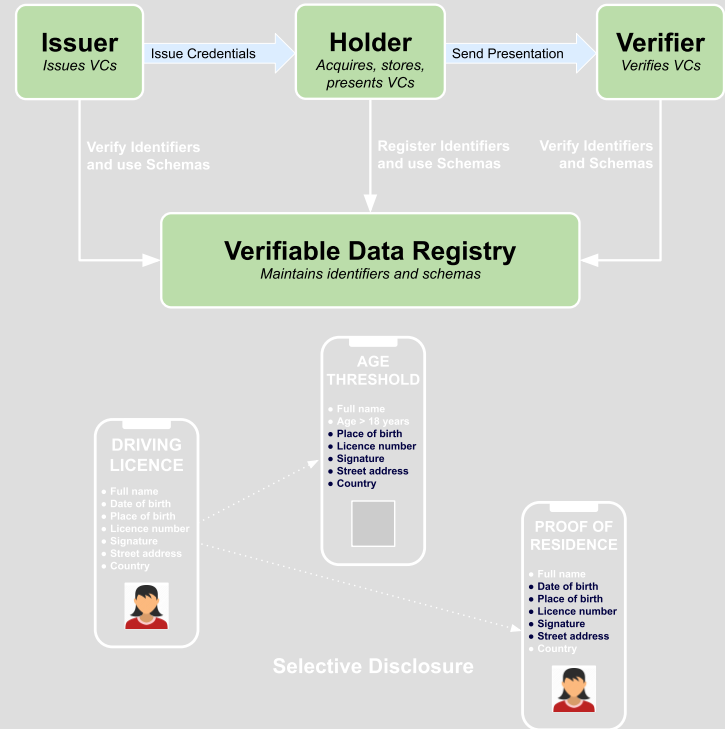 Issuer
Issues VCs
Issue Credentials
Holder
Acquires, stores,
presents VCs
Send Presentation
Verifier
Verifies VCs
Verify Identifiers
and use Schemas
Register Identifiers
and use Schemas
Verify Identifiers
and Schemas
Verifiable Data Registry
Maintains identifiers and schemas
AGE
THRESHOLD
● Full name
● Age > 18 years
● Place of birth
● Licence number
● Signature
● Street address
● Country
DRIVING
LICENCE
● Full name
● Date of birth
● Place of birth
● Licence number
● Signature
● Street address
● Country
PROOF OF
RESIDENCE
● Full name
● Date of birth
● Place of birth
● Licence number
● Signature
● Street address
● Country
Selective Disclosure